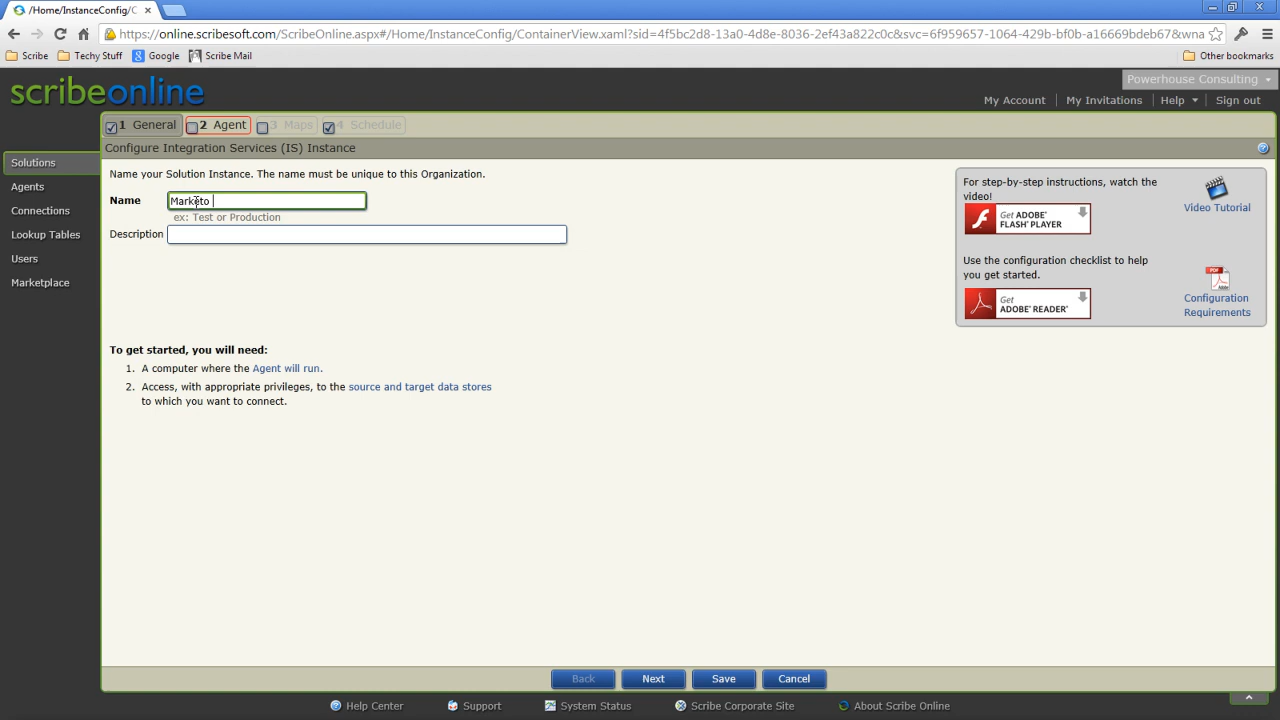 /Home/InstanceConfig/C
https://online.scribesoft.com/ScribeOnline.aspx#/Home/InstanceConfig/ContainerView.xaml?sid=4f5bc2d8-13a0-4d8e-8036-2ef43a822c0c&svc=6f959657-1064-429b-bf0b-a16669bdeb67&wna
Scribe Techy Stuff Google Scribe Mail Other bookmarks
scribeonline
Powerhouse Consulting
My Account My Invitations Help Sign out
1 General 2 Agent 3 Maps 4 Schedule
Configure Integration Services (IS) Instance
Solutions
Agents
Connections
Lookup Tables
Users
Marketplace
Name your Solution Instance. The name must be unique to this Organization.
Name Marketo
ex: Test or Production
Description
For step-by-step instructions, watch the
video!
Get ADOBE®
FLASH® PLAYER
Video Tutorial
Use the configuration checklist to help
you get started.
Get
ADOBE® READER®
PDF
Adobe
Configuration
Requirements
To get started, you will need:
1. A computer where the Agent will run.
2. Access, with appropriate privileges, to the source and target data stores
to which you want to connect.
Back Next Save Cancel
Help Center Support System Status Scribe Corporate Site About Scribe Online